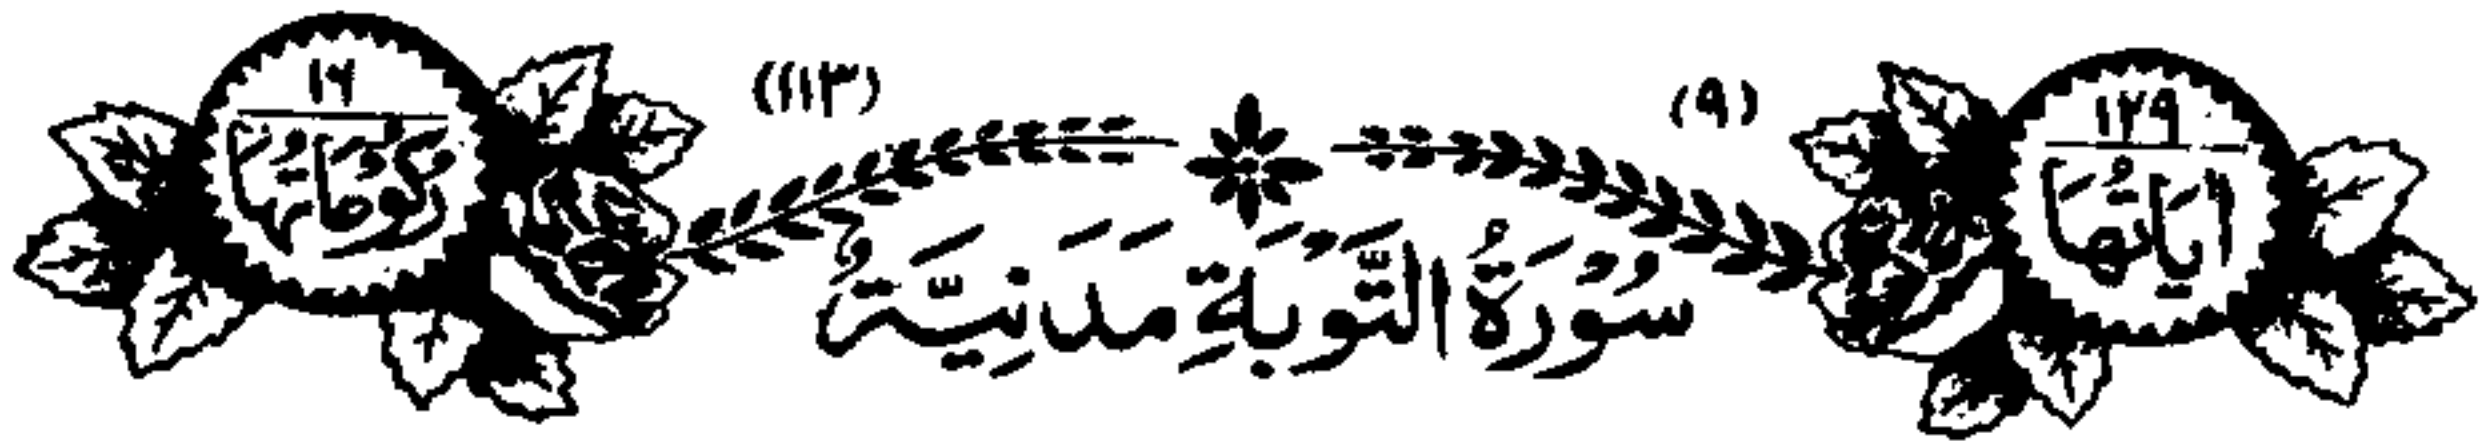 ١٢٩
اٰيَاتُهَا
(٩)
سُوْرَةُ التَّوْبَةِ مَدَنِيَّةٌ
(١١٣)
١٦
رُكُوْعَاتُهَا